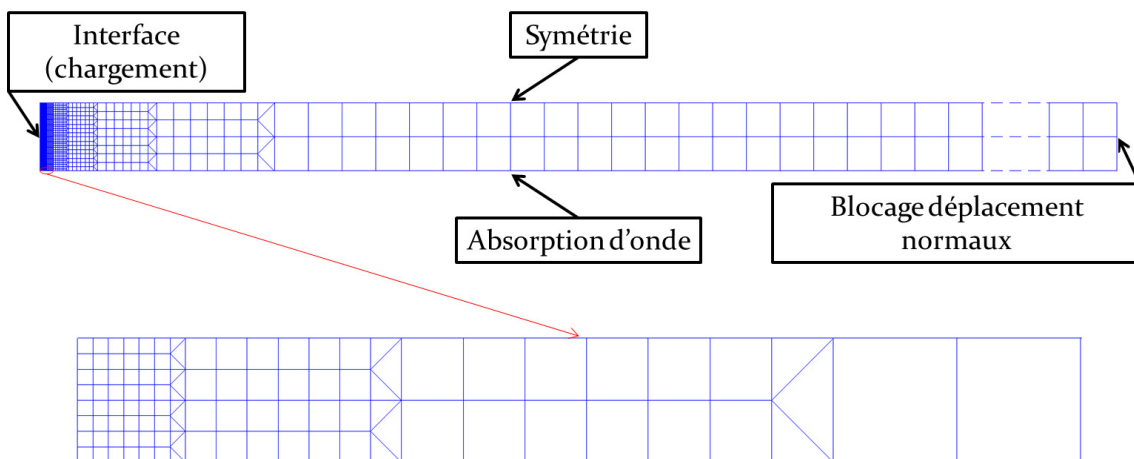 Interface
(chargement)
Symétrie
Absorption d'onde
Blocage déplacement
normaux